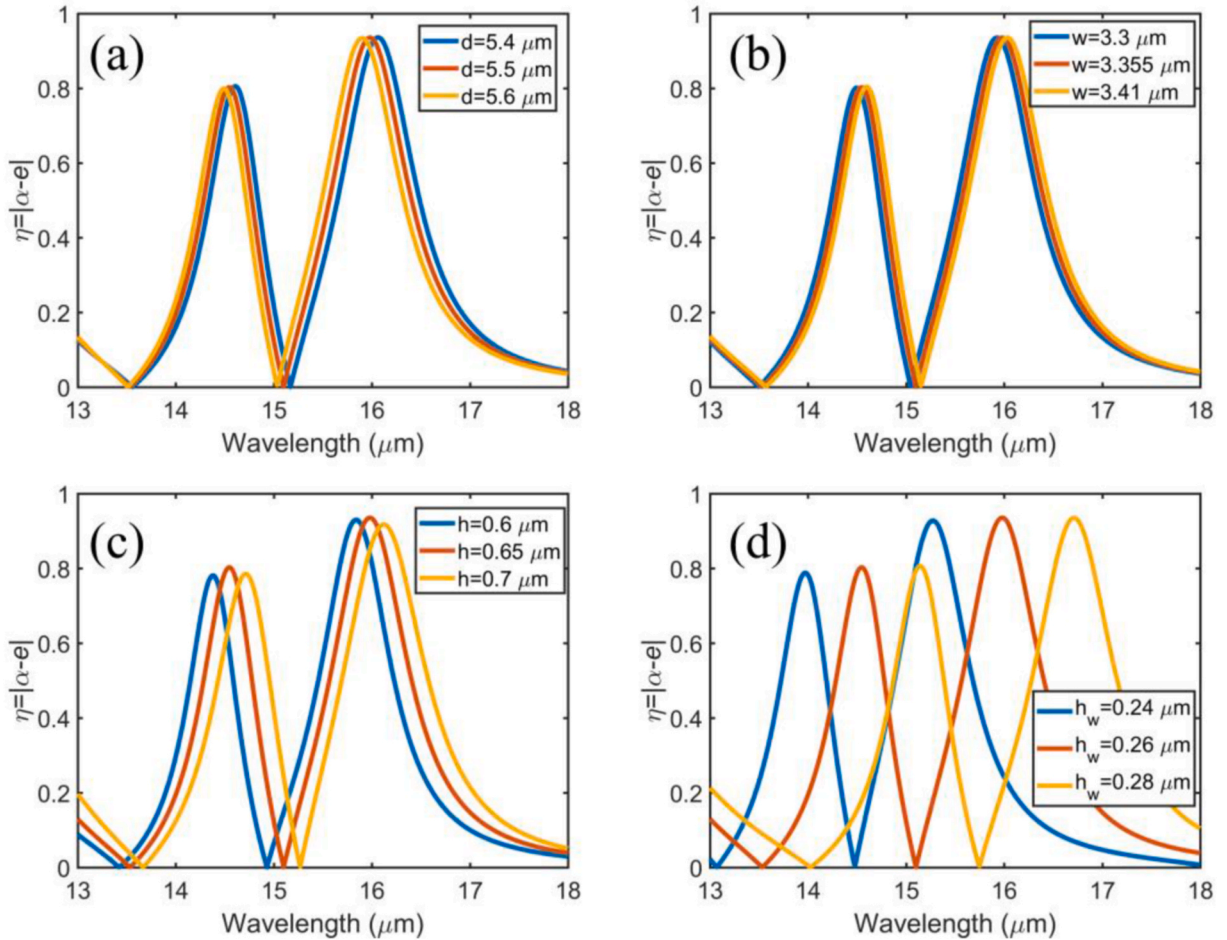 (a)
d=5.4 μm
d=5.5 μm
d=5.6 μm
1
0.8
0.6
0.4
0.2
0
η=|α-e|
13 14 15 16 17 18
Wavelength (μm)
(b)
w=3.3 μm
w=3.355 μm
w=3.41 μm
1
0.8
0.6
0.4
0.2
0
η=|α-e|
13 14 15 16 17 18
Wavelength (μm)
(c)
h=0.6 μm
h=0.65 μm
h=0.7 μm
1
0.8
0.6
0.4
0.2
0
η=|α-e|
13 14 15 16 17 18
Wavelength (μm)
(d)
h_w=0.24 μm
h_w=0.26 μm
h_w=0.28 μm
1
0.8
0.6
0.4
0.2
0
η=|α-e|
13 14 15 16 17 18
Wavelength (μm)